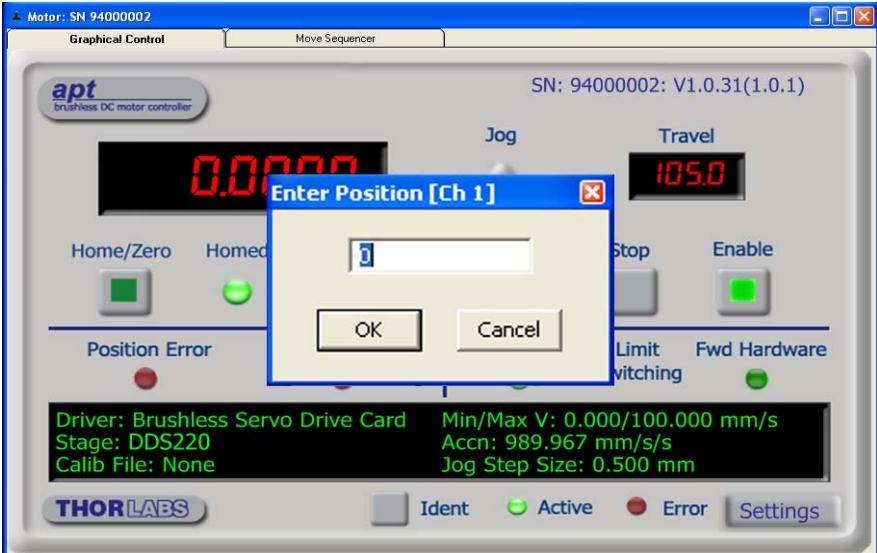 Motor: SN 94000002
Graphical Control
Move Sequencer
apt
brushless DC motor controller
SN: 94000002: V1.0.31(1.0.1)
Jog
Travel
105.0
Enter Position [Ch 1]
0
OK
Cancel
Home/Zero
Homed
Stop
Enable
Position Error
Limit
Fwd Hardware
Driver: Brushless Servo Drive Card
Stage: DDS220
Calib File: None
Min/Max V: 0.000/100.000 mm/s
Accn: 989.967 mm/s/s
Jog Step Size: 0.500 mm
THORLABS
Ident
Active
Error
Settings